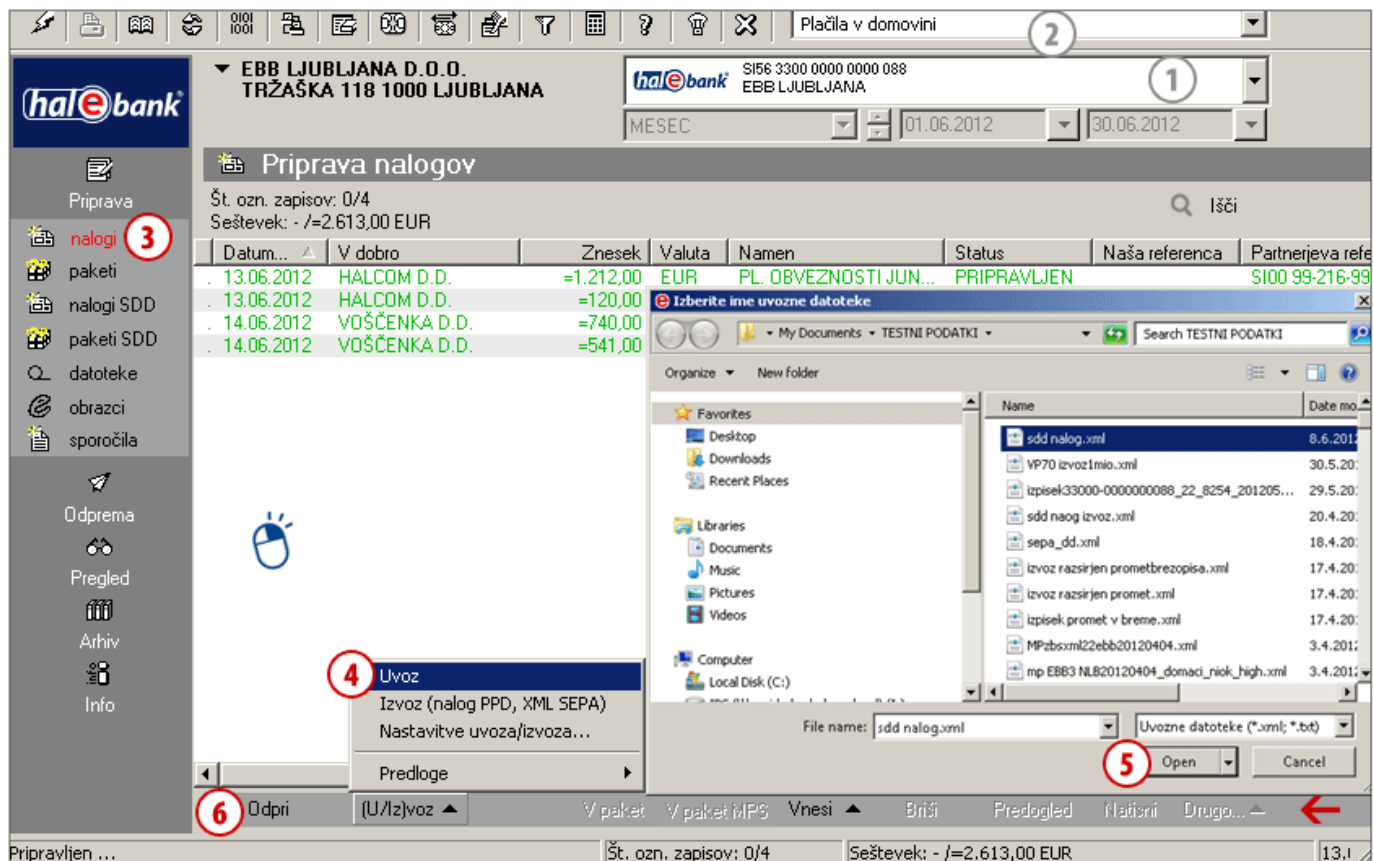 Plačila v domovini
2
hal e bank
EBB LJUBLJANA D.O.O.
TRŽAŠKA 118 1000 LJUBLJANA
hal e bank
SI56 3300 0000 0000 088
EBB LJUBLJANA
1
MESEC
01.06.2012
30.06.2012
Priprava nalogov
Št. ozn. zapisov: 0/4
Seštevek: - /=2.613,00 EUR
Išči
Priprava
nalogi
3
paketi
nalogi SDD
paketi SDD
datoteke
obrazci
sporočila
Odprema
Pregled
Arhiv
Info
Datum... V dobro Znesek Valuta Namen Status Naša referenca Partnerjeva refe
. 13.06.2012 HALCOM D.D. =1.212,00 EUR PL. OBVEZNOSTI JUN... PRIPRAVLJEN SI00 99-216-99
. 13.06.2012 HALCOM D.D. =120,00
. 14.06.2012 VOŠČENKA D.D. =740,00
. 14.06.2012 VOŠČENKA D.D. =541,00
Izberite ime uvozne datoteke
My Documents TESTNI PODATKI
Search TESTNI PODATKI
Organize New folder
Favorites
Desktop
Downloads
Recent Places
Libraries
Documents
Music
Pictures
Videos
Computer
Local Disk (C:)
Name Date mo
sdd nalog.xml 8.6.2012
VP70 izvoz1mio.xml 30.5.20
izpisek33000-0000000088_22_8254_201205... 29.5.20
sdd naog izvoz.xml 20.4.20
sepa_dd.xml 18.4.20
izvoz razsirjen prometbrezopisa.xml 17.4.20
izvoz razsirjen promet.xml 17.4.20
izpisek promet v breme.xml 17.4.20
MPzbsxml22ebb20120404.xml 3.4.2012
mp EBB3 NLB20120404_domaci_niok_high.xml 3.4.2012
File name: sdd nalog.xml
Uvozne datoteke (*.xml; *.txt)
5
Open
Cancel
4
Uvoz
Izvoz (nalog PPD, XML SEPA)
Nastavitve uvoza/izvoza...
Predloge
6
Odpri (U/Iz)voz V paket V paket MPS Vnesi Briši Predogled Natisni Drugo...
Pripravljen ... Št. ozn. zapisov: 0/4 Seštevek: - /=2.613,00 EUR 13.